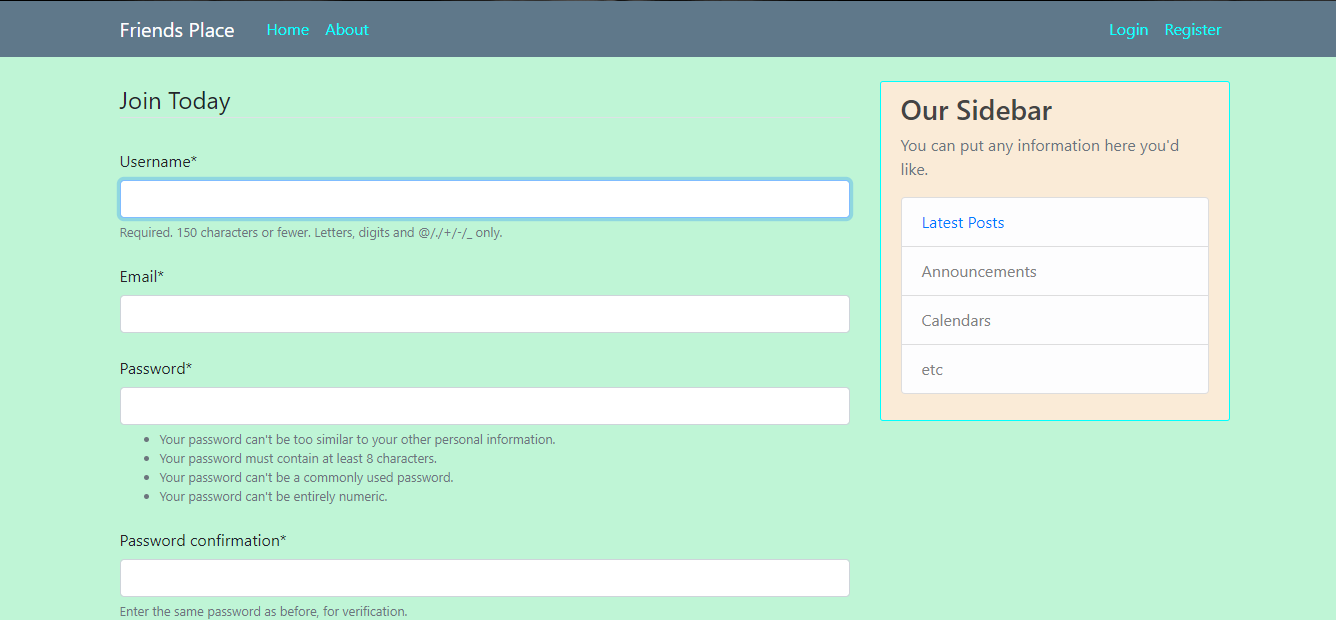 Friends Place Home About Login Register
Join Today
Username*
Required. 150 characters or fewer. Letters, digits and @/./+/-/_ only.
Email*
Password*
Your password can't be too similar to your other personal information.
Your password must contain at least 8 characters.
Your password can't be a commonly used password.
Your password can't be entirely numeric.
Password confirmation*
Enter the same password as before, for verification.
Our Sidebar
You can put any information here you'd
like.
Latest Posts
Announcements
Calendars
etc